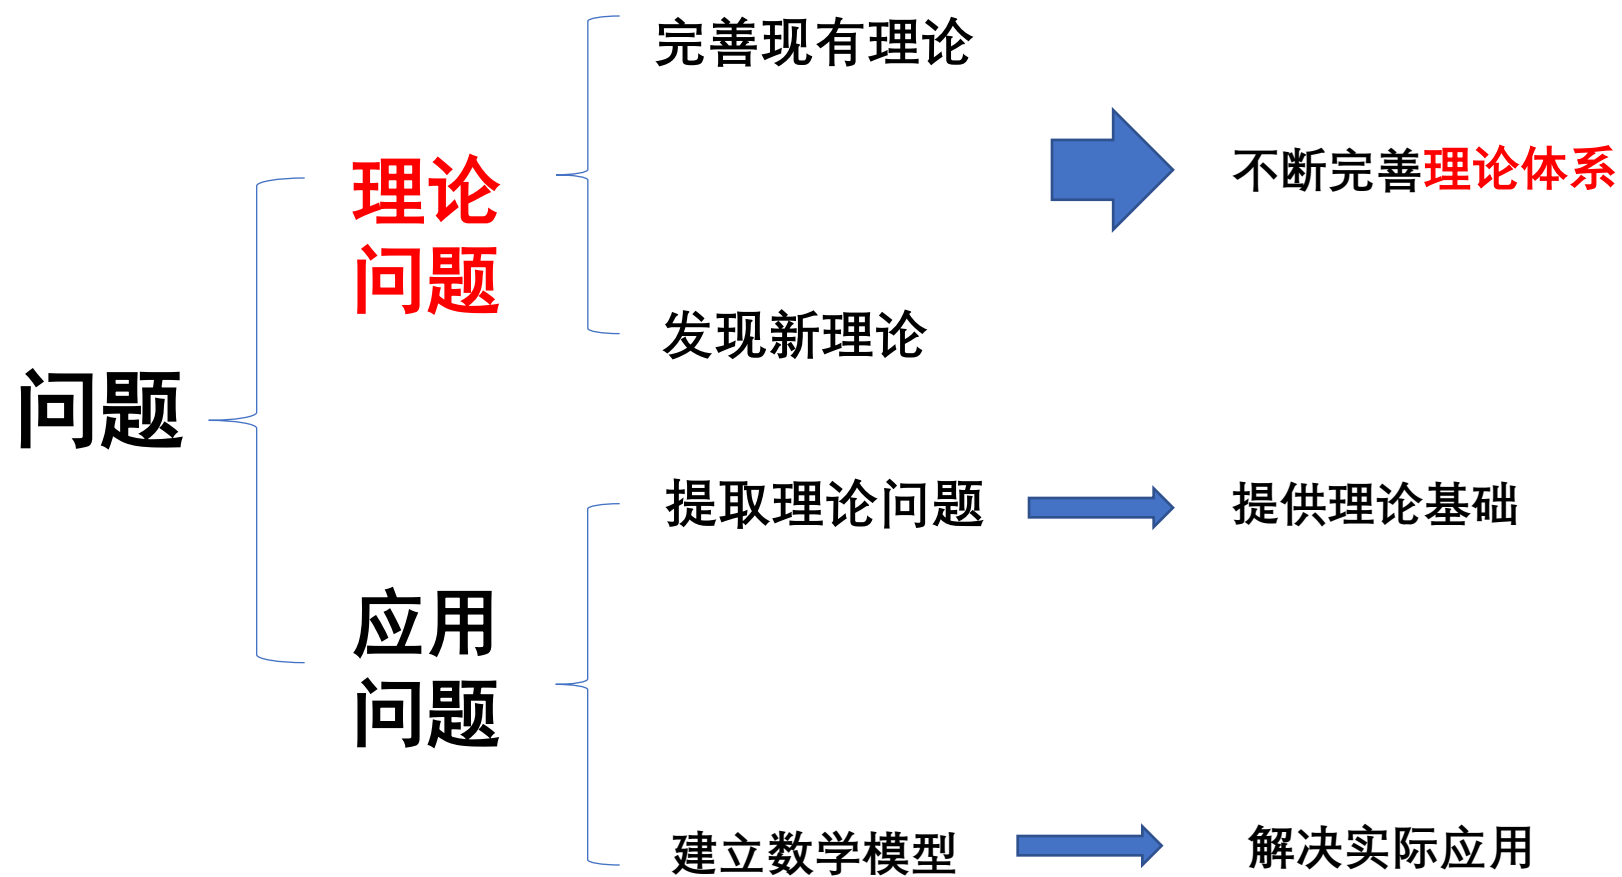 问题
理论
问题
完善现有理论
发现新理论
不断完善理论体系
应用
问题
提取理论问题
提供理论基础
建立数学模型
解决实际应用